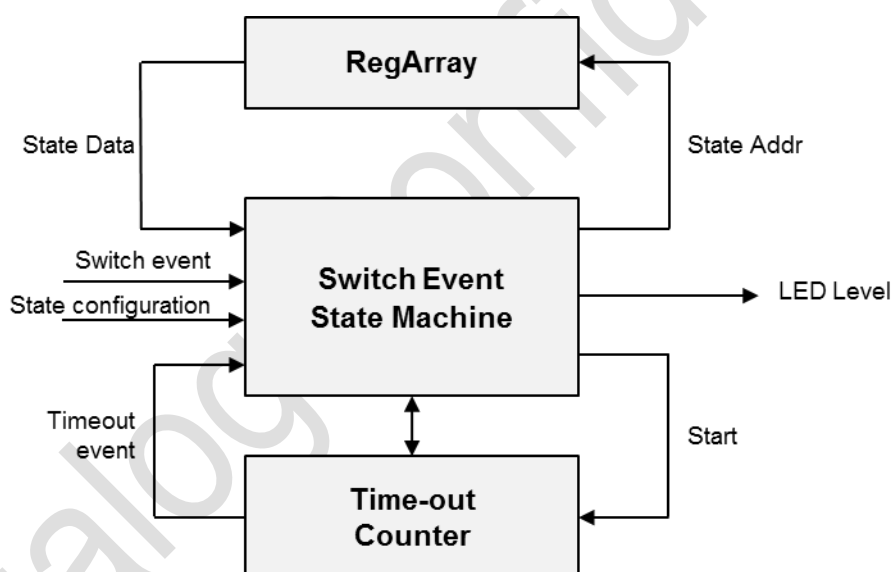 RegArray
State Data
State Addr
Switch event
State configuration
Switch Event
State Machine
LED Level
Timeout
event
Start
Time-out
Counter